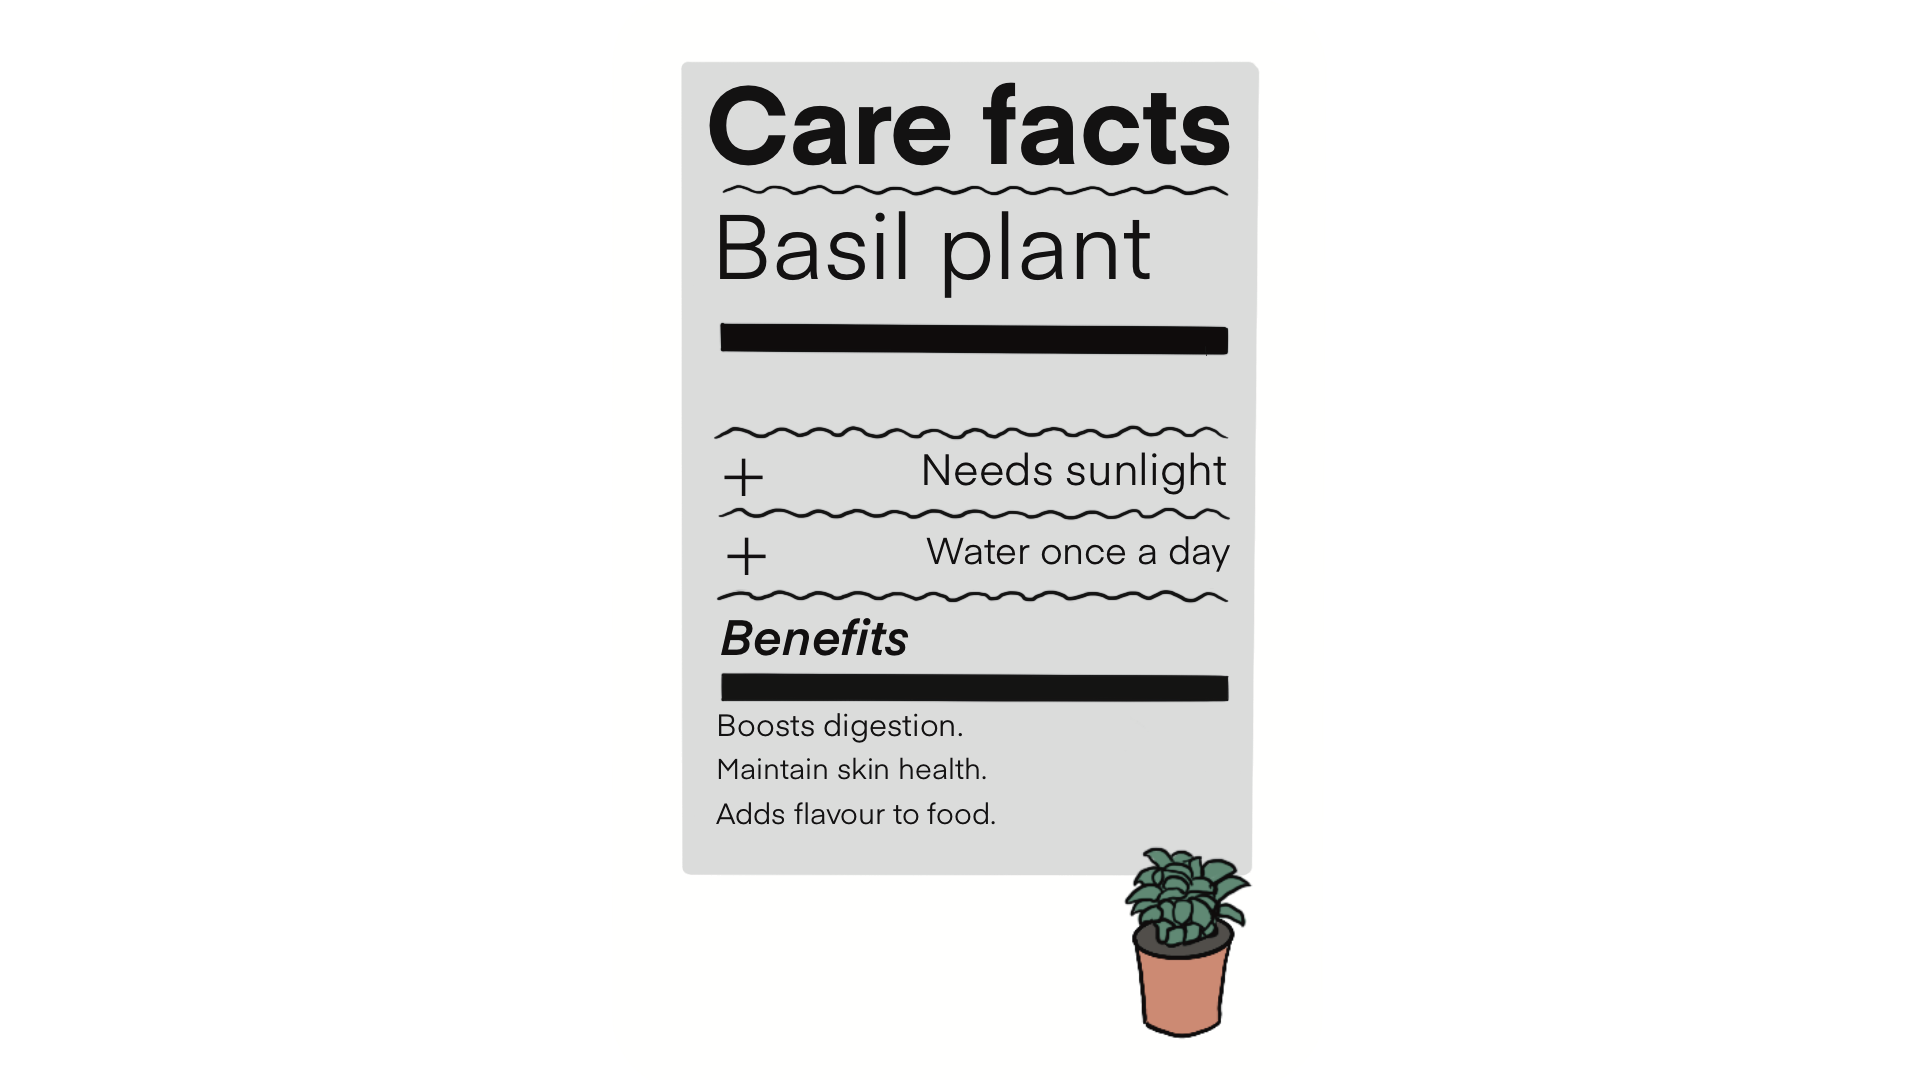 Care facts
Basil plant
+ Needs sunlight
+ Water once a day
Benefits
Boosts digestion.
Maintain skin health.
Adds flavour to food.